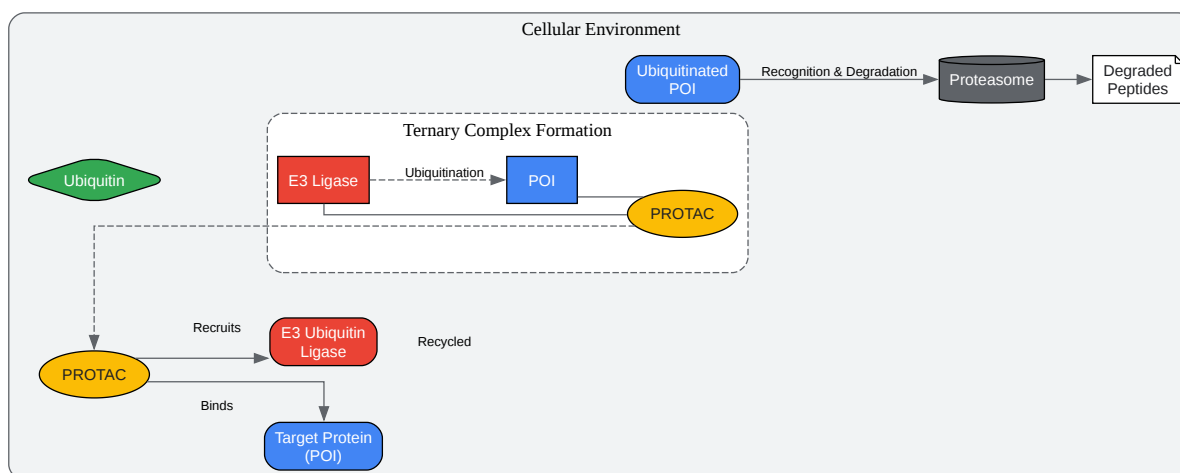 Cellular Environment
Ubiquitinated
POI
Recognition & Degradation
Proteasome
Degraded
Peptides
Ternary Complex Formation
Ubiquitin
E3 Ligase
Ubiquitination
POI
PROTAC
Recruits
E3 Ubiquitin
Ligase
Recycled
PROTAC
Binds
Target Protein
(POI)